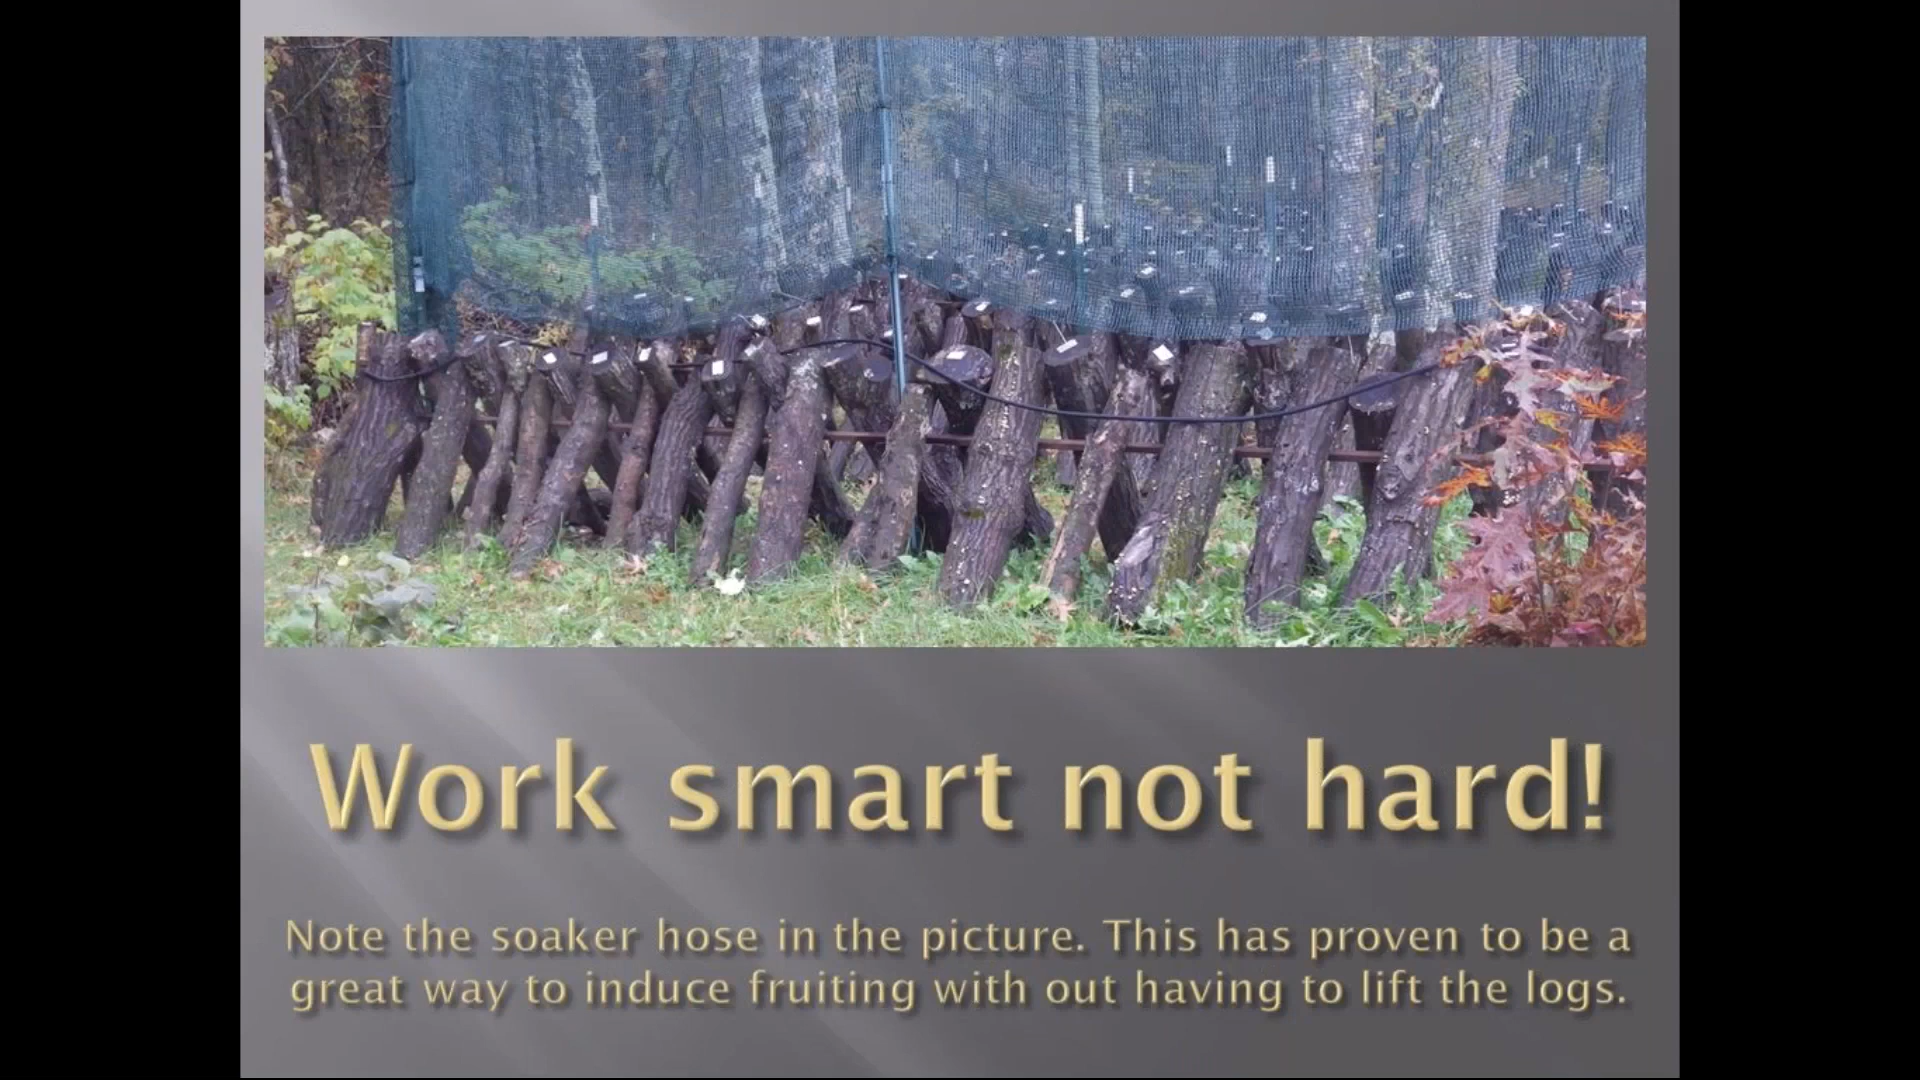 Work smart not hard!
Note the soaker hose in the picture. This has proven to be a
great way to induce fruiting with out having to lift the logs.